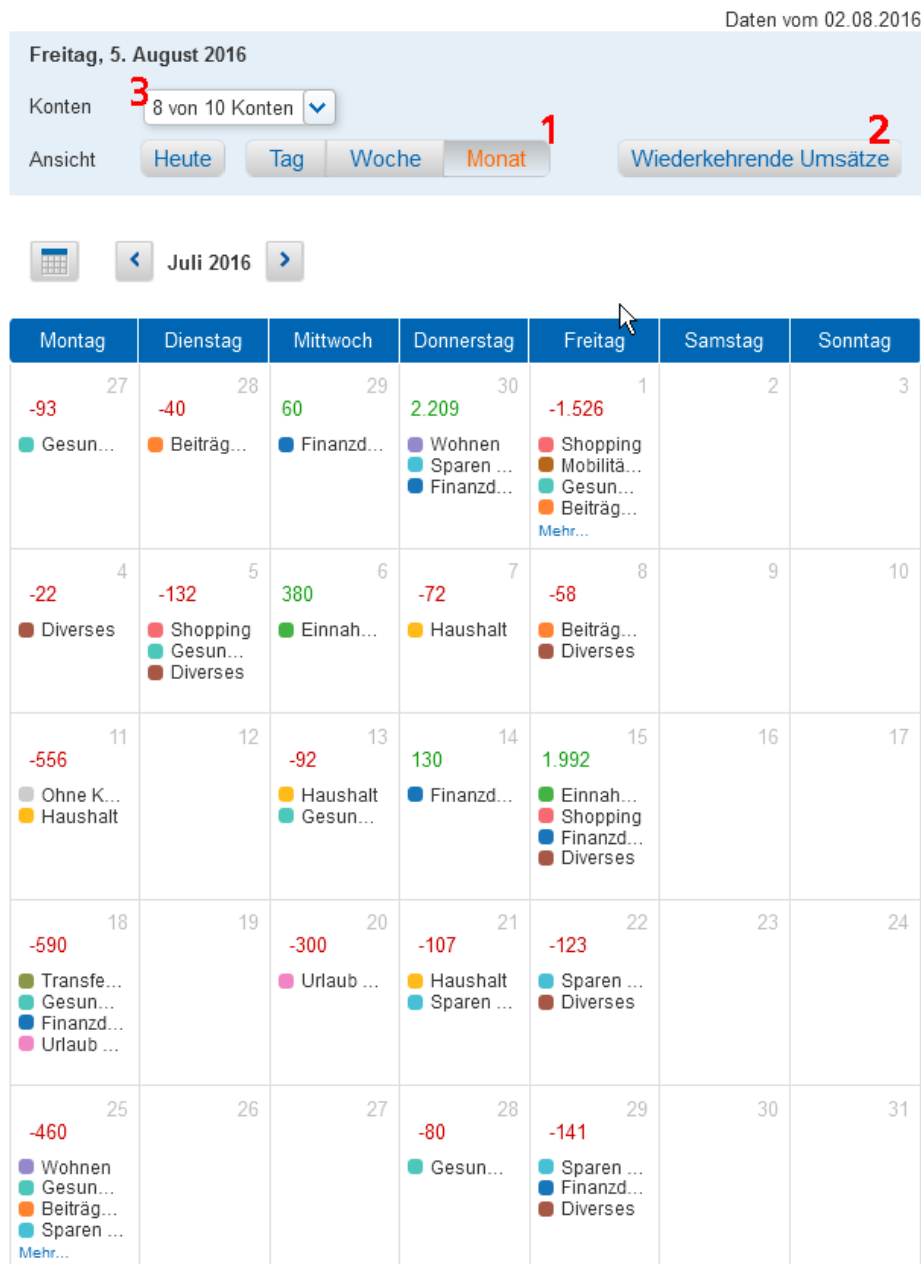 Daten vom 02.08.2016
Freitag, 5. August 2016
Konten 3 8 von 10 Konten
1 2
Ansicht Heute Tag Woche Monat Wiederkehrende Umsätze
Juli 2016
Montag Dienstag Mittwoch Donnerstag Freitag Samstag Sonntag
27 28 29 30 1 2 3
-93 -40 60 2.209 -1.526
Gesun... Beiträg... Finanzd... Wohnen Shopping
Sparen ... Mobilitä...
Finanzd... Gesun...
Beiträg...
Mehr...
4 5 6 7 8 9 10
-22 -132 380 -72 -58
Diverses Shopping Einnah... Haushalt Beiträg...
Gesun... Diverses
Diverses
11 12 13 14 15 16 17
-556 -92 130 1.992
Ohne K... Haushalt Finanzd... Einnah...
Haushalt Gesun... Shopping
Finanzd...
Diverses
18 19 20 21 22 23 24
-590 -300 -107 -123
Transfe... Urlaub ... Haushalt Sparen ...
Gesun... Sparen ... Diverses
Finanzd...
Urlaub ...
25 26 27 28 29 30 31
-460 -80 -141
Wohnen Gesun... Sparen ...
Gesun... Finanzd...
Beiträg... Diverses
Sparen ...
Mehr...